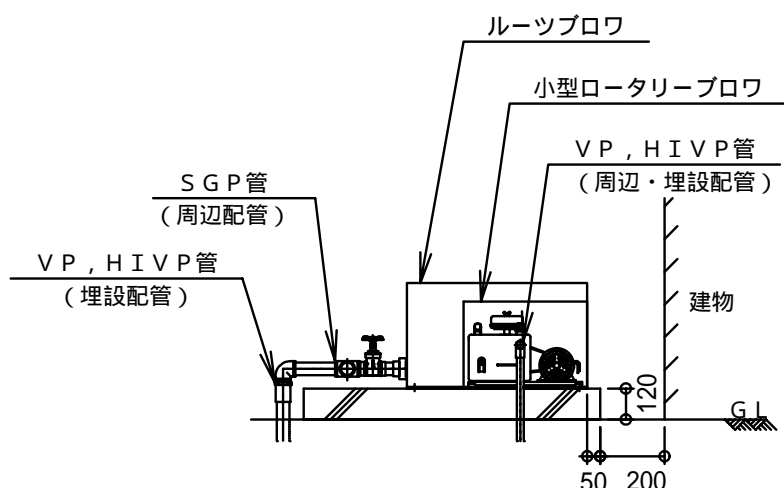 ルーツブロワ
小型ロータリーブロワ
ＶＰ，ＨＩＶＰ管
（周辺・埋設配管）
ＳＧＰ管
（周辺配管）
ＶＰ，ＨＩＶＰ管
（埋設配管）
建物
120
ＧＬ
50 200